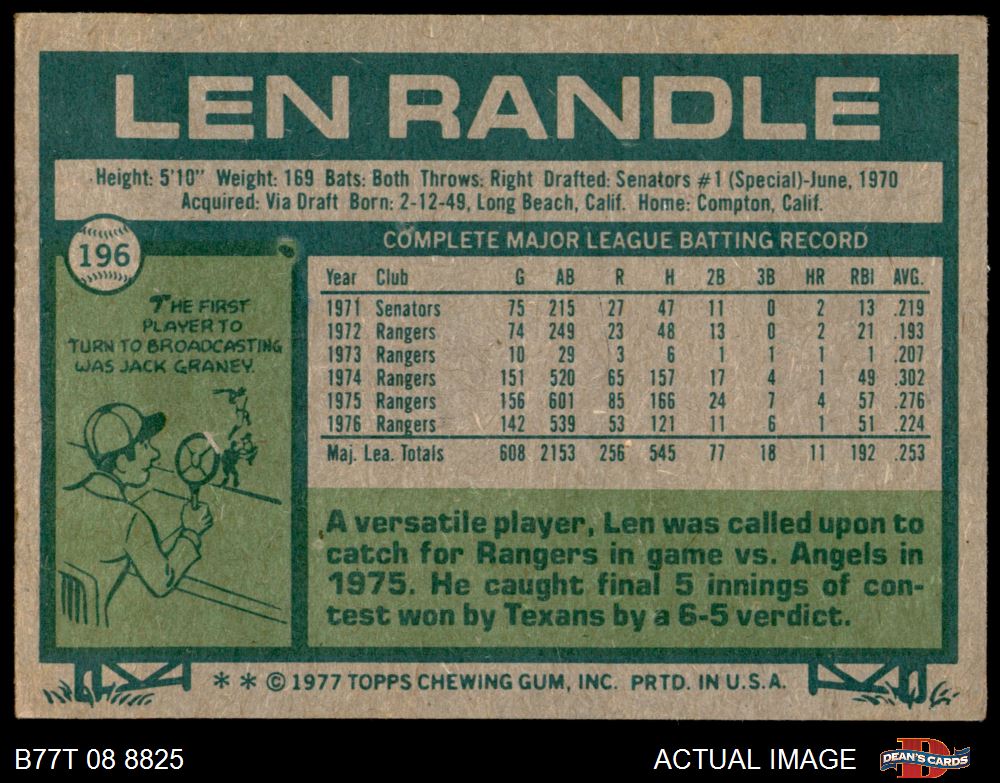 LEN RANDLE
Height: 5'10" Weight: 169 Bats: Both Throws: Right Drafted: Senators #1 (Special)-June, 1970
Acquired: Via Draft Born: 2-12-49, Long Beach, Calif. Home: Compton, Calif.
196
THE FIRST
PLAYER TO
TURN TO BROADCASTING
WAS JACK GRANEY.
COMPLETE MAJOR LEAGUE BATTING RECORD
Year Club G AB R H 2B 3B HR RBI AVG.
1971 Senators 75 215 27 47 11 0 2 13 .219
1972 Rangers 74 249 23 48 13 0 2 21 .193
1973 Rangers 10 29 3 6 1 1 1 1 .207
1974 Rangers 151 520 65 157 17 4 1 49 .302
1975 Rangers 156 601 85 166 24 7 4 57 .276
1976 Rangers 142 539 53 121 11 6 1 51 .224
Maj. Lea. Totals 608 2153 256 545 77 18 11 192 .253
A versatile player, Len was called upon to
catch for Rangers in game vs. Angels in
1975. He caught final 5 innings of con-
test won by Texans by a 6-5 verdict.
* * © 1977 TOPPS CHEWING GUM, INC. PRTD. IN U.S.A.
B77T 08 8825
ACTUAL IMAGE
DEAN'S CARDS